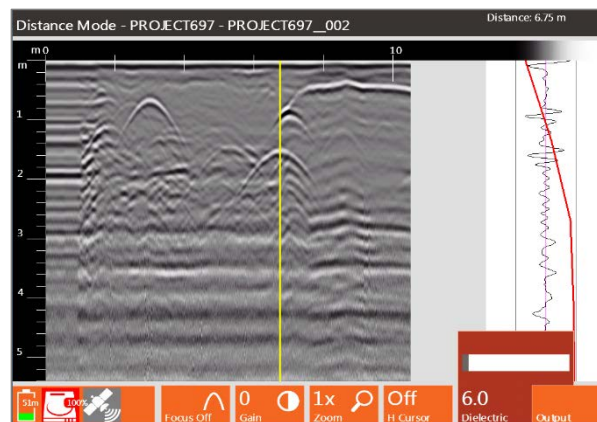 Distance Mode - PROJECT697 - PROJECT697__002
Distance: 6.75 m
m 0 10
m
1
2
3
4
5
51m
100%
Focus Off
0
Gain
1x
Zoom
Off
H Cursor
6.0
Dielectric
Output